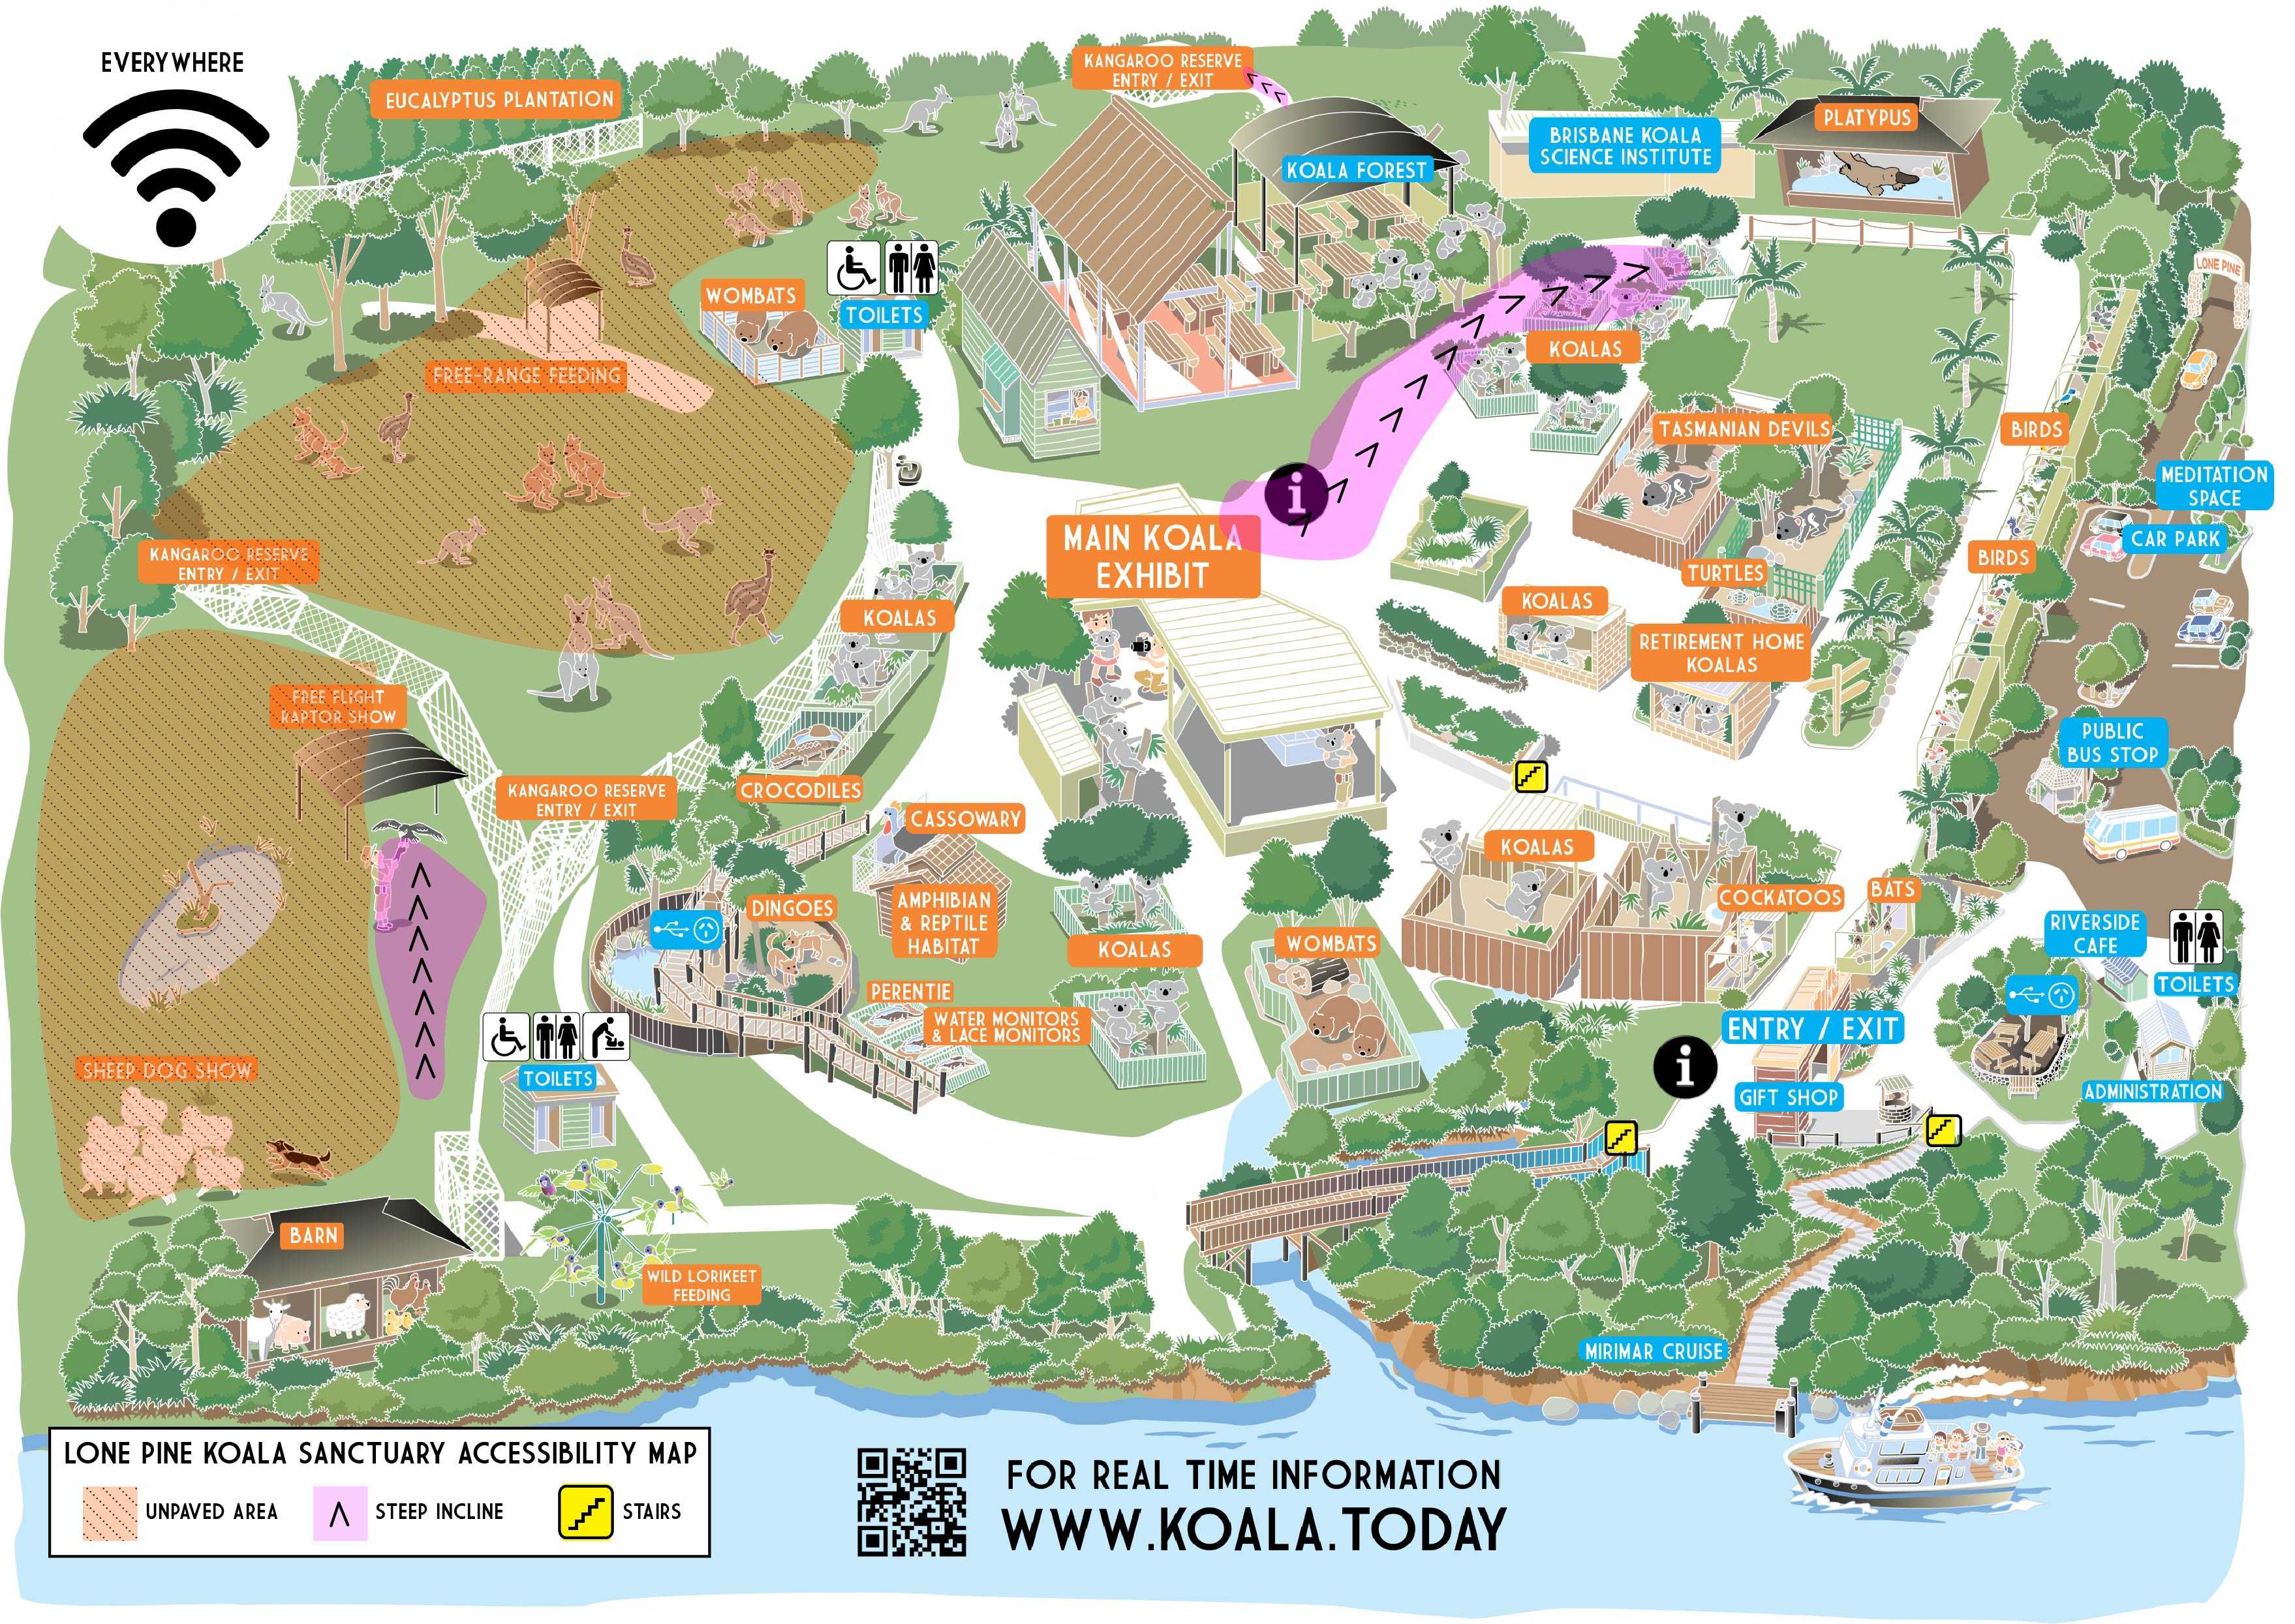 EVERYWHERE
EUCALYPTUS PLANTATION
KANGAROO RESERVE
ENTRY / EXIT
KOALA FOREST
BRISBANE KOALA
SCIENCE INSTITUTE
PLATYPUS
LONE PINE
WOMBATS
TOILETS
FREE-RANGE FEEDING
KOALAS
TASMANIAN DEVILS
BIRDS
MEDITATION
SPACE
CAR PARK
KANGAROO RESERVE
ENTRY / EXIT
MAIN KOALA
EXHIBIT
BIRDS
TURTLES
KOALAS
KOALAS
RETIREMENT HOME
KOALAS
FREE FLIGHT
RAPTOR SHOW
PUBLIC
BUS STOP
KANGAROO RESERVE
ENTRY / EXIT
CROCODILES
CASSOWARY
KOALAS
DINGOES
AMPHIBIAN
& REPTILE
HABITAT
COCKATOOS
BATS
KOALAS
WOMBATS
RIVERSIDE
CAFE
TOILETS
PERENTIE
WATER MONITORS
& LACE MONITORS
ENTRY / EXIT
SHEEP DOG SHOW
TOILETS
GIFT SHOP
ADMINISTRATION
BARN
WILD LORIKEET
FEEDING
MIRIMAR CRUISE
LONE PINE KOALA SANCTUARY ACCESSIBILITY MAP
UNPAVED AREA
STEEP INCLINE
STAIRS
FOR REAL TIME INFORMATION
WWW.KOALA.TODAY